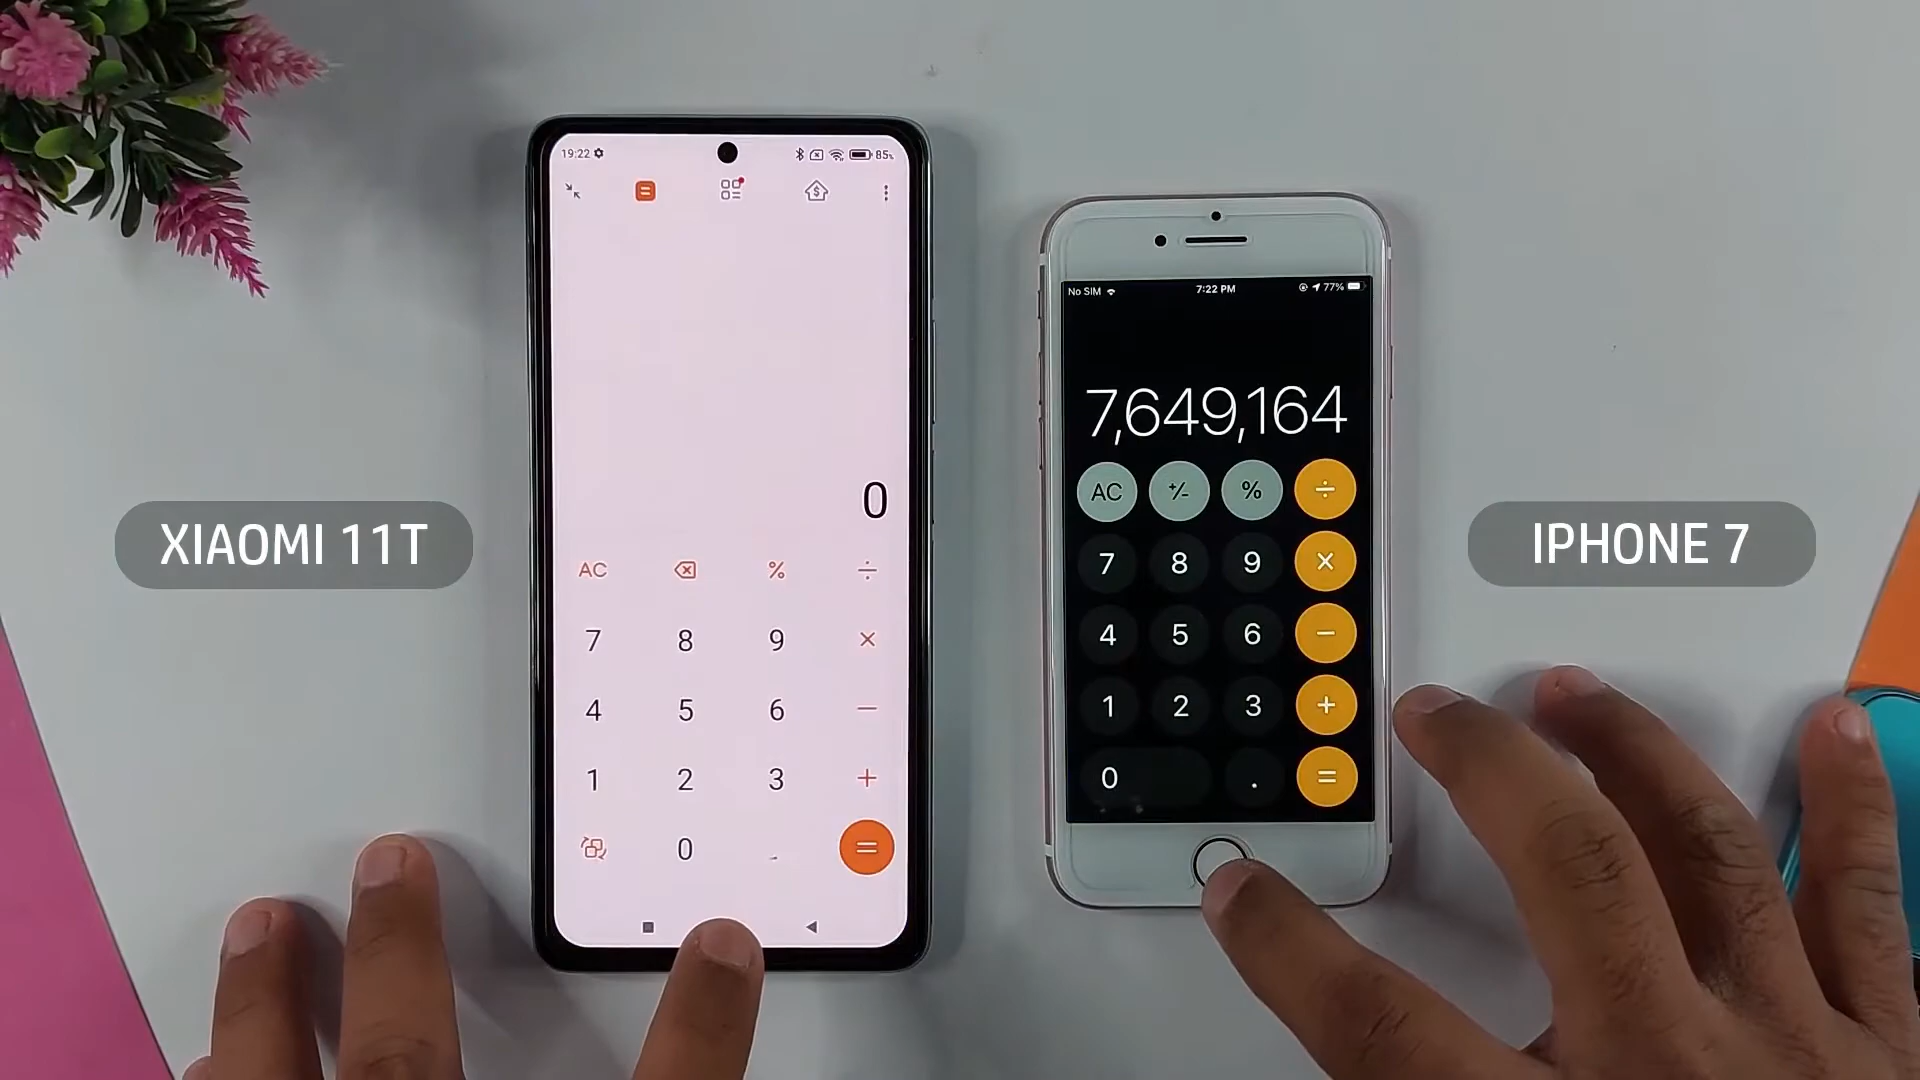 19:22
85%
0
AC % ÷
7 8 9 ×
4 5 6 −
1 2 3 +
0 . =
XIAOMI 11T
No SIM 7:22 PM 77%
7,649,164
AC +/- % ÷
7 8 9 ×
4 5 6 −
1 2 3 +
0 . =
IPHONE 7